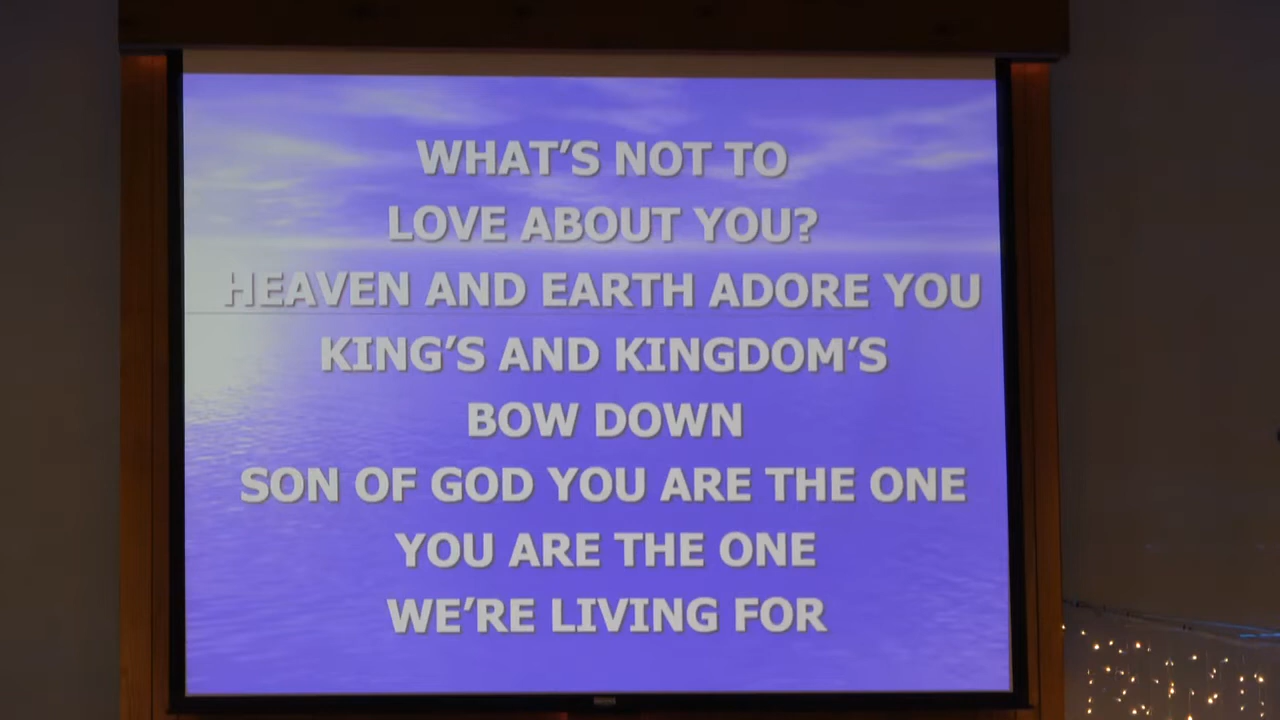 WHAT'S NOT TO
LOVE ABOUT YOU?
HEAVEN AND EARTH ADORE YOU
KING'S AND KINGDOM'S
BOW DOWN
SON OF GOD YOU ARE THE ONE
YOU ARE THE ONE
WE'RE LIVING FOR